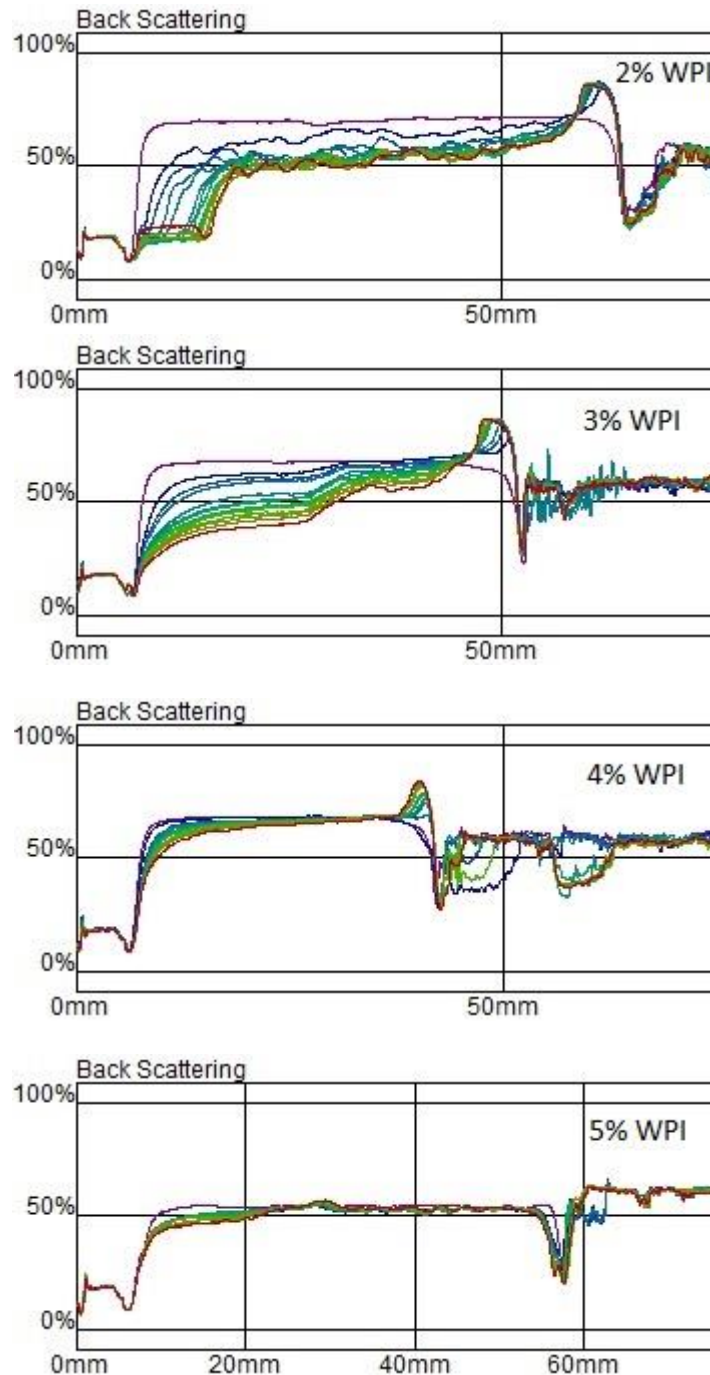 Back Scattering
100%
2% WPI
50%
0%
0mm 50mm
Back Scattering
100%
3% WPI
50%
0%
0mm 50mm
Back Scattering
100%
4% WPI
50%
0%
0mm 50mm
Back Scattering
100%
5% WPI
50%
0%
0mm 20mm 40mm 60mm